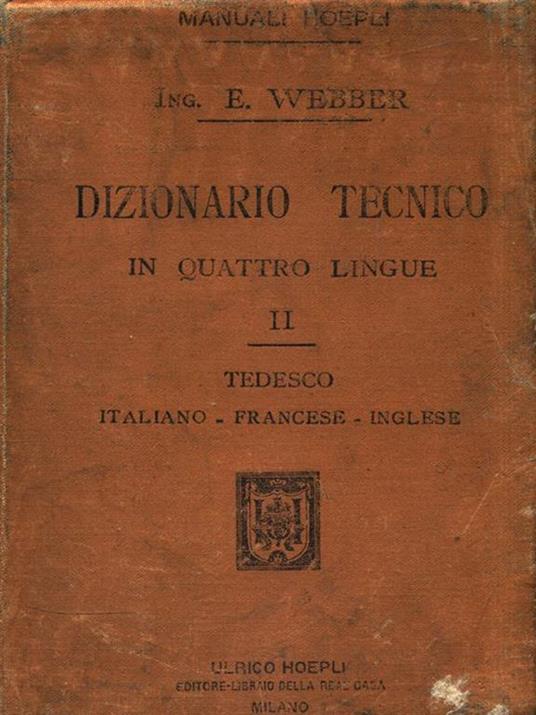 MANUALI HOEPLI
ING. E. WEBBER
DIZIONARIO TECNICO
IN QUATTRO LINGUE
II
TEDESCO
ITALIANO - FRANCESE - INGLESE
ULRICO HOEPLI
EDITORE-LIBRAIO DELLA REAL CASA
MILANO